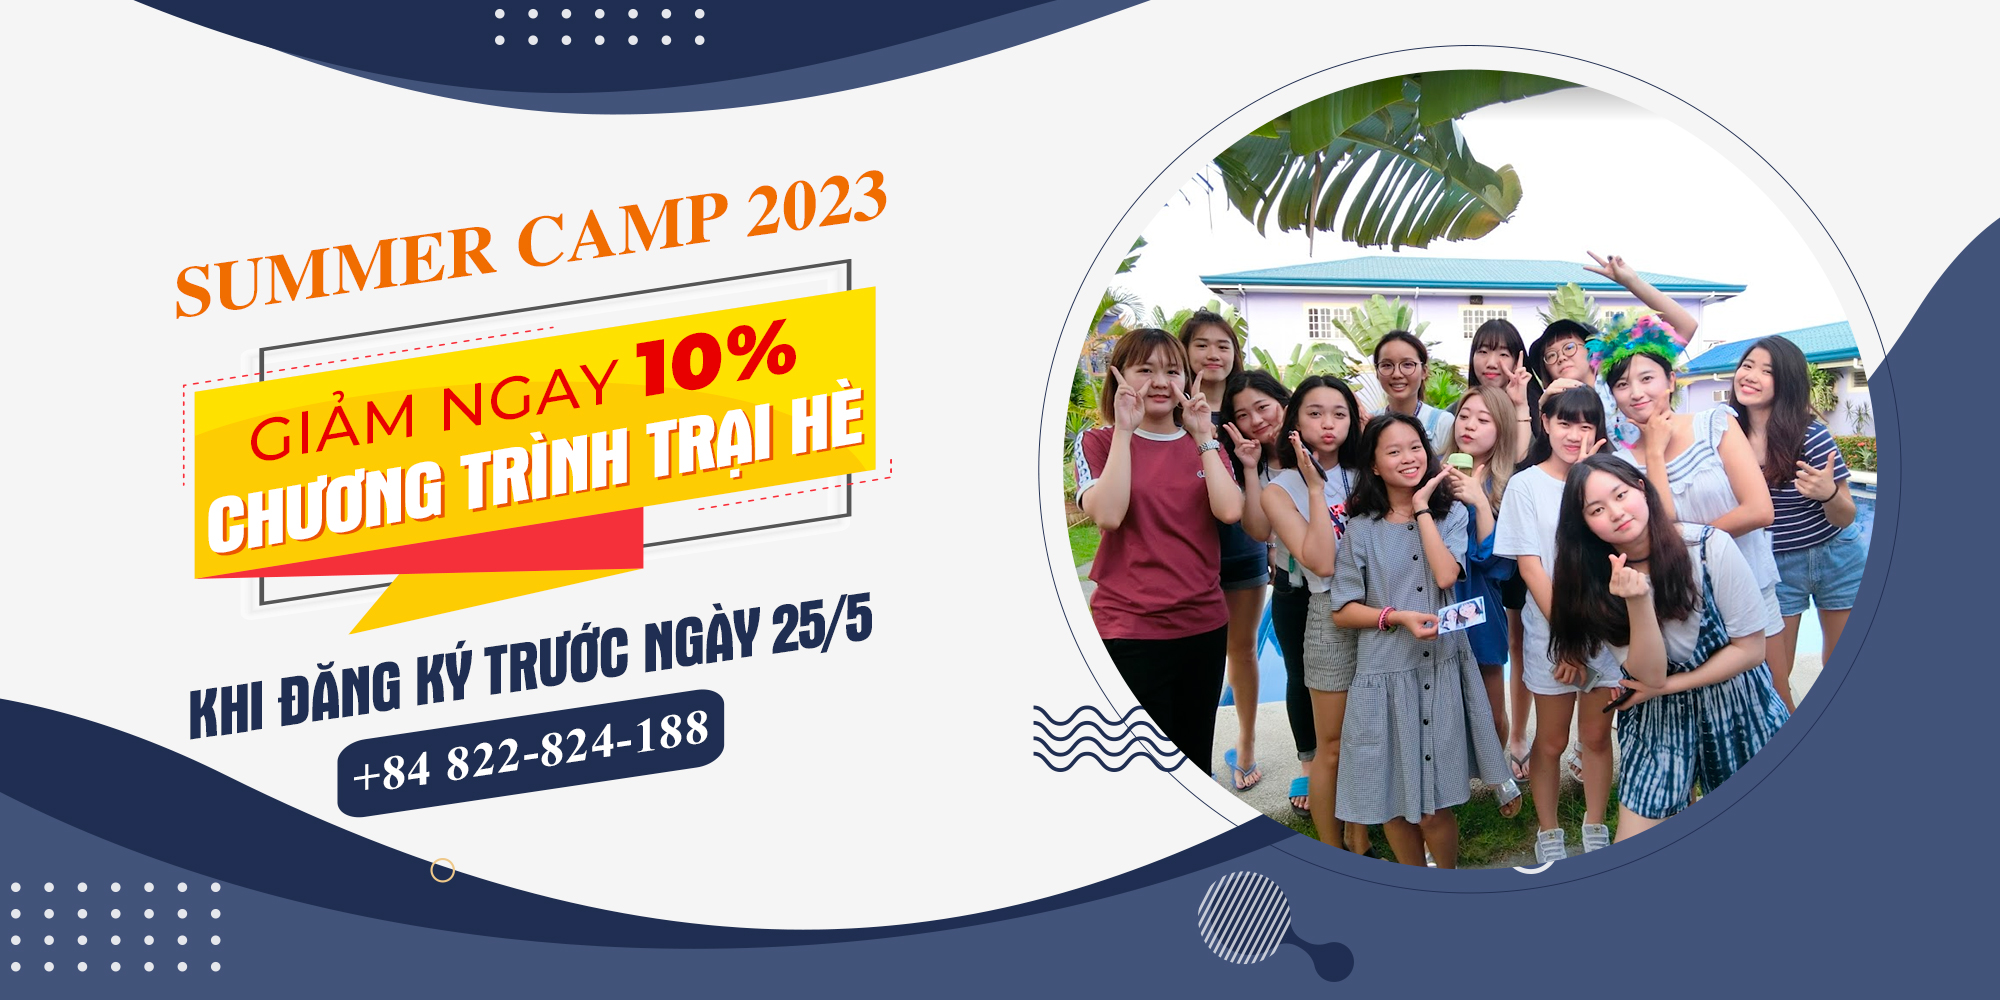 SUMMER CAMP 2023
GIẢM NGAY 10%
CHƯƠNG TRÌNH TRẠI HÈ
KHI ĐĂNG KÝ TRƯỚC NGÀY 25/5
+84 822-824-188